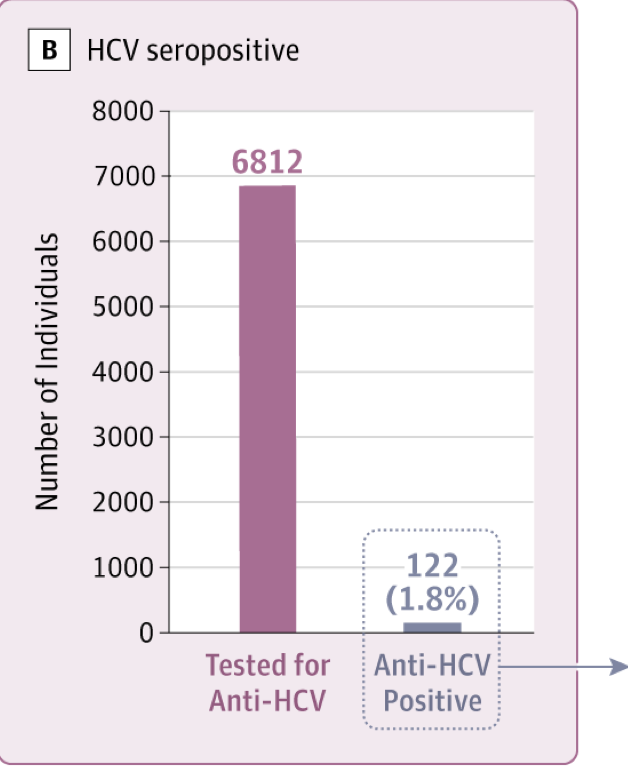 B HCV seropositive
8000
7000
6000
5000
4000
3000
2000
1000
0
Number of Individuals
6812
122
(1.8%)
Tested for
Anti-HCV
Anti-HCV
Positive